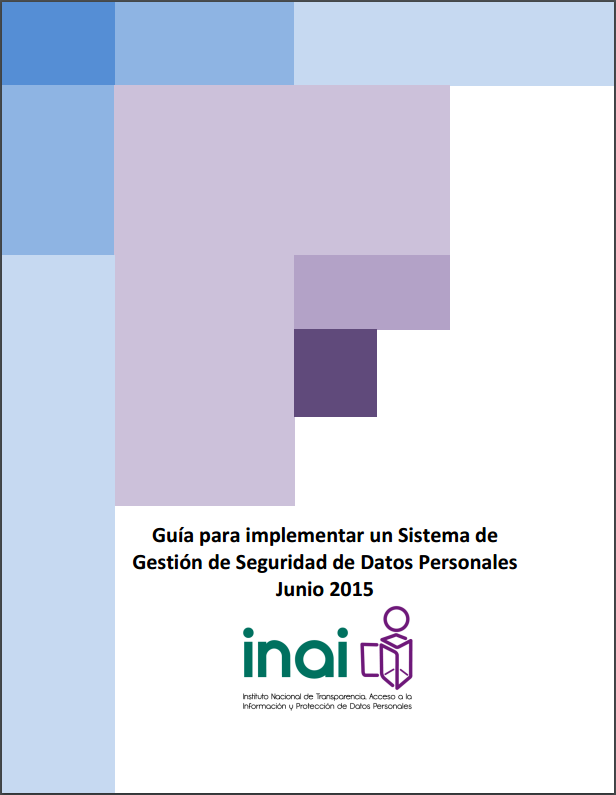 Guía para implementar un Sistema de
Gestión de Seguridad de Datos Personales
Junio 2015
inai
Instituto Nacional de Transparencia, Acceso a la
Información y Protección de Datos Personales